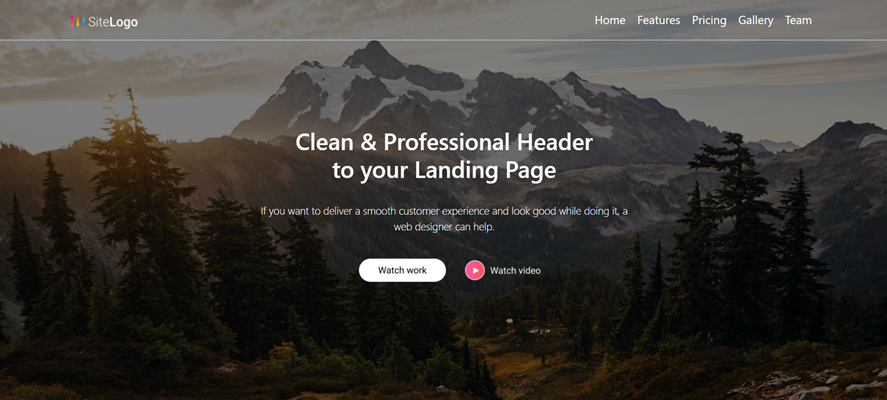 SiteLogo
Home Features Pricing Gallery Team
Clean & Professional Header
to your Landing Page
If you want to deliver a smooth customer experience and look good while doing it, a
web designer can help.
Watch work
Watch video